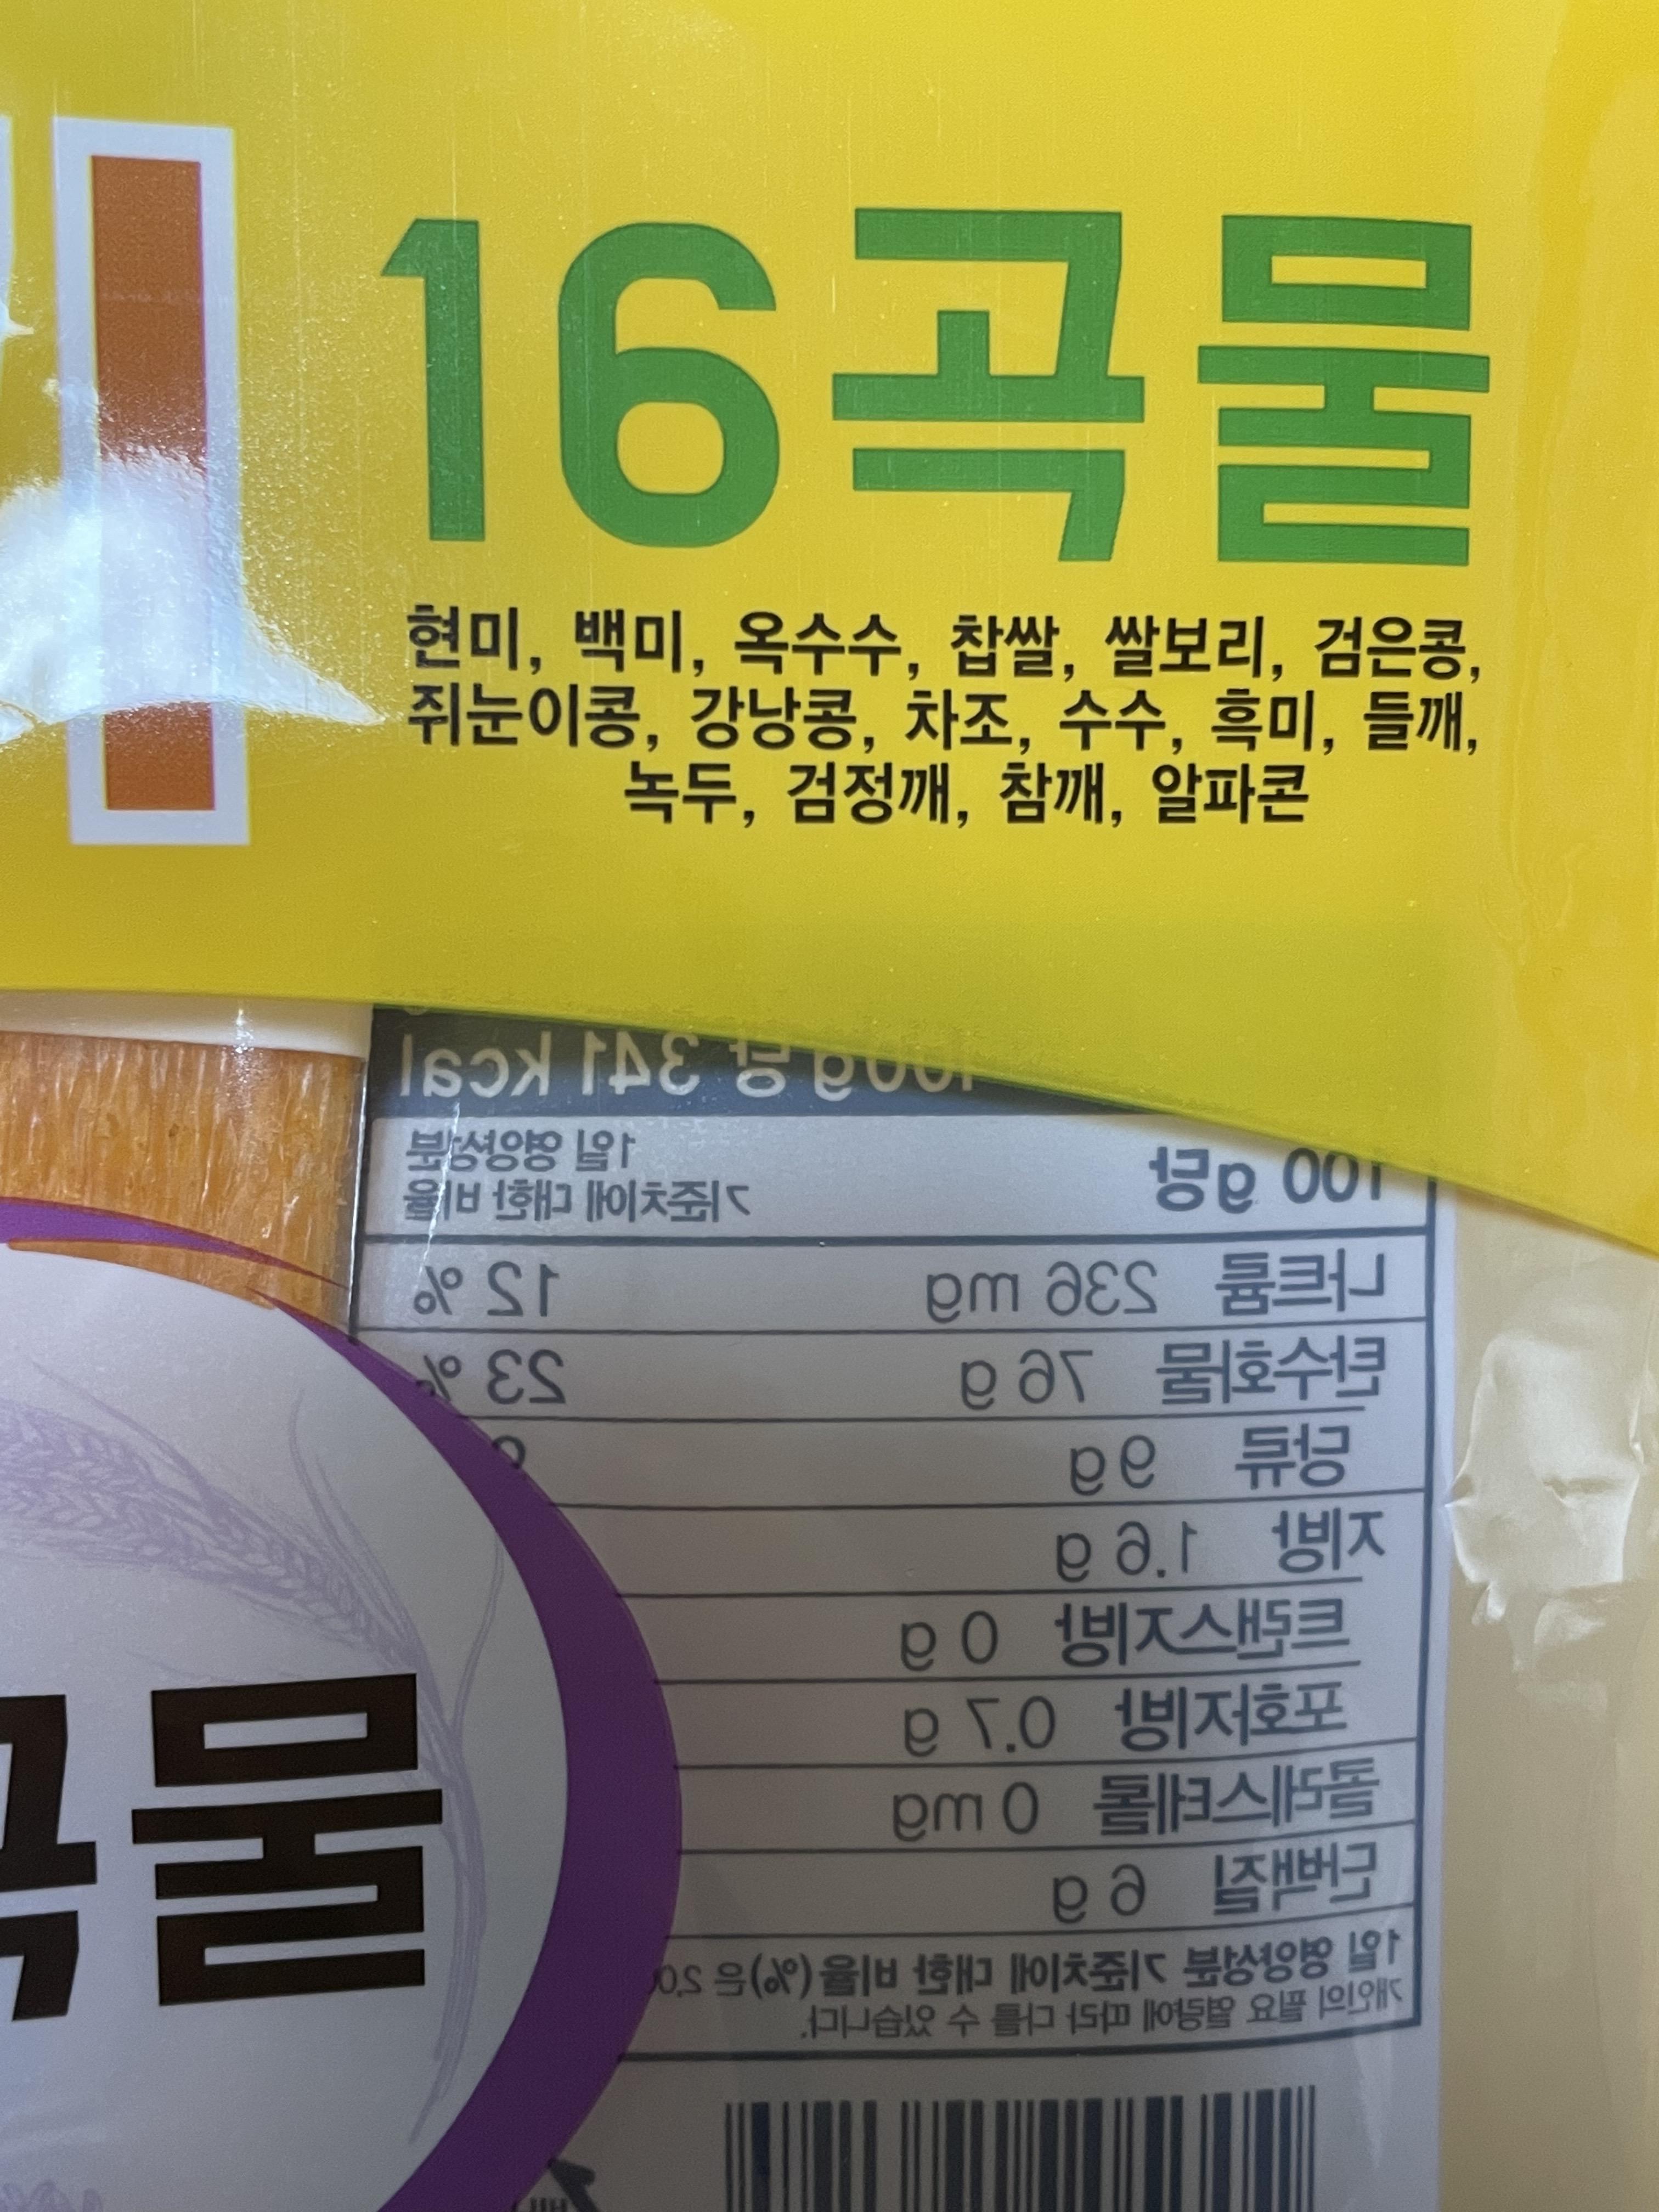 16곡물
현미, 백미, 옥수수, 찹쌀, 쌀보리, 검은콩,
쥐눈이콩, 강낭콩, 차조, 수수, 흑미, 들깨,
녹두, 검정깨, 참깨, 알파콘
100g 당 341 kcal
100 g당 1일 영양성분
기준치에 대한 비율
나트륨 236 mg 12 %
탄수화물 76 g 23 %
당류 9g
지방 1.6 g
트랜스지방 0 g
포화지방 0.7 g
콜레스테롤 0 mg
단백질 6 g
1일 영양성분 기준치에 대한 비율(%)은
개인의 필요 열량에 따라 다를 수 있습니다.
물